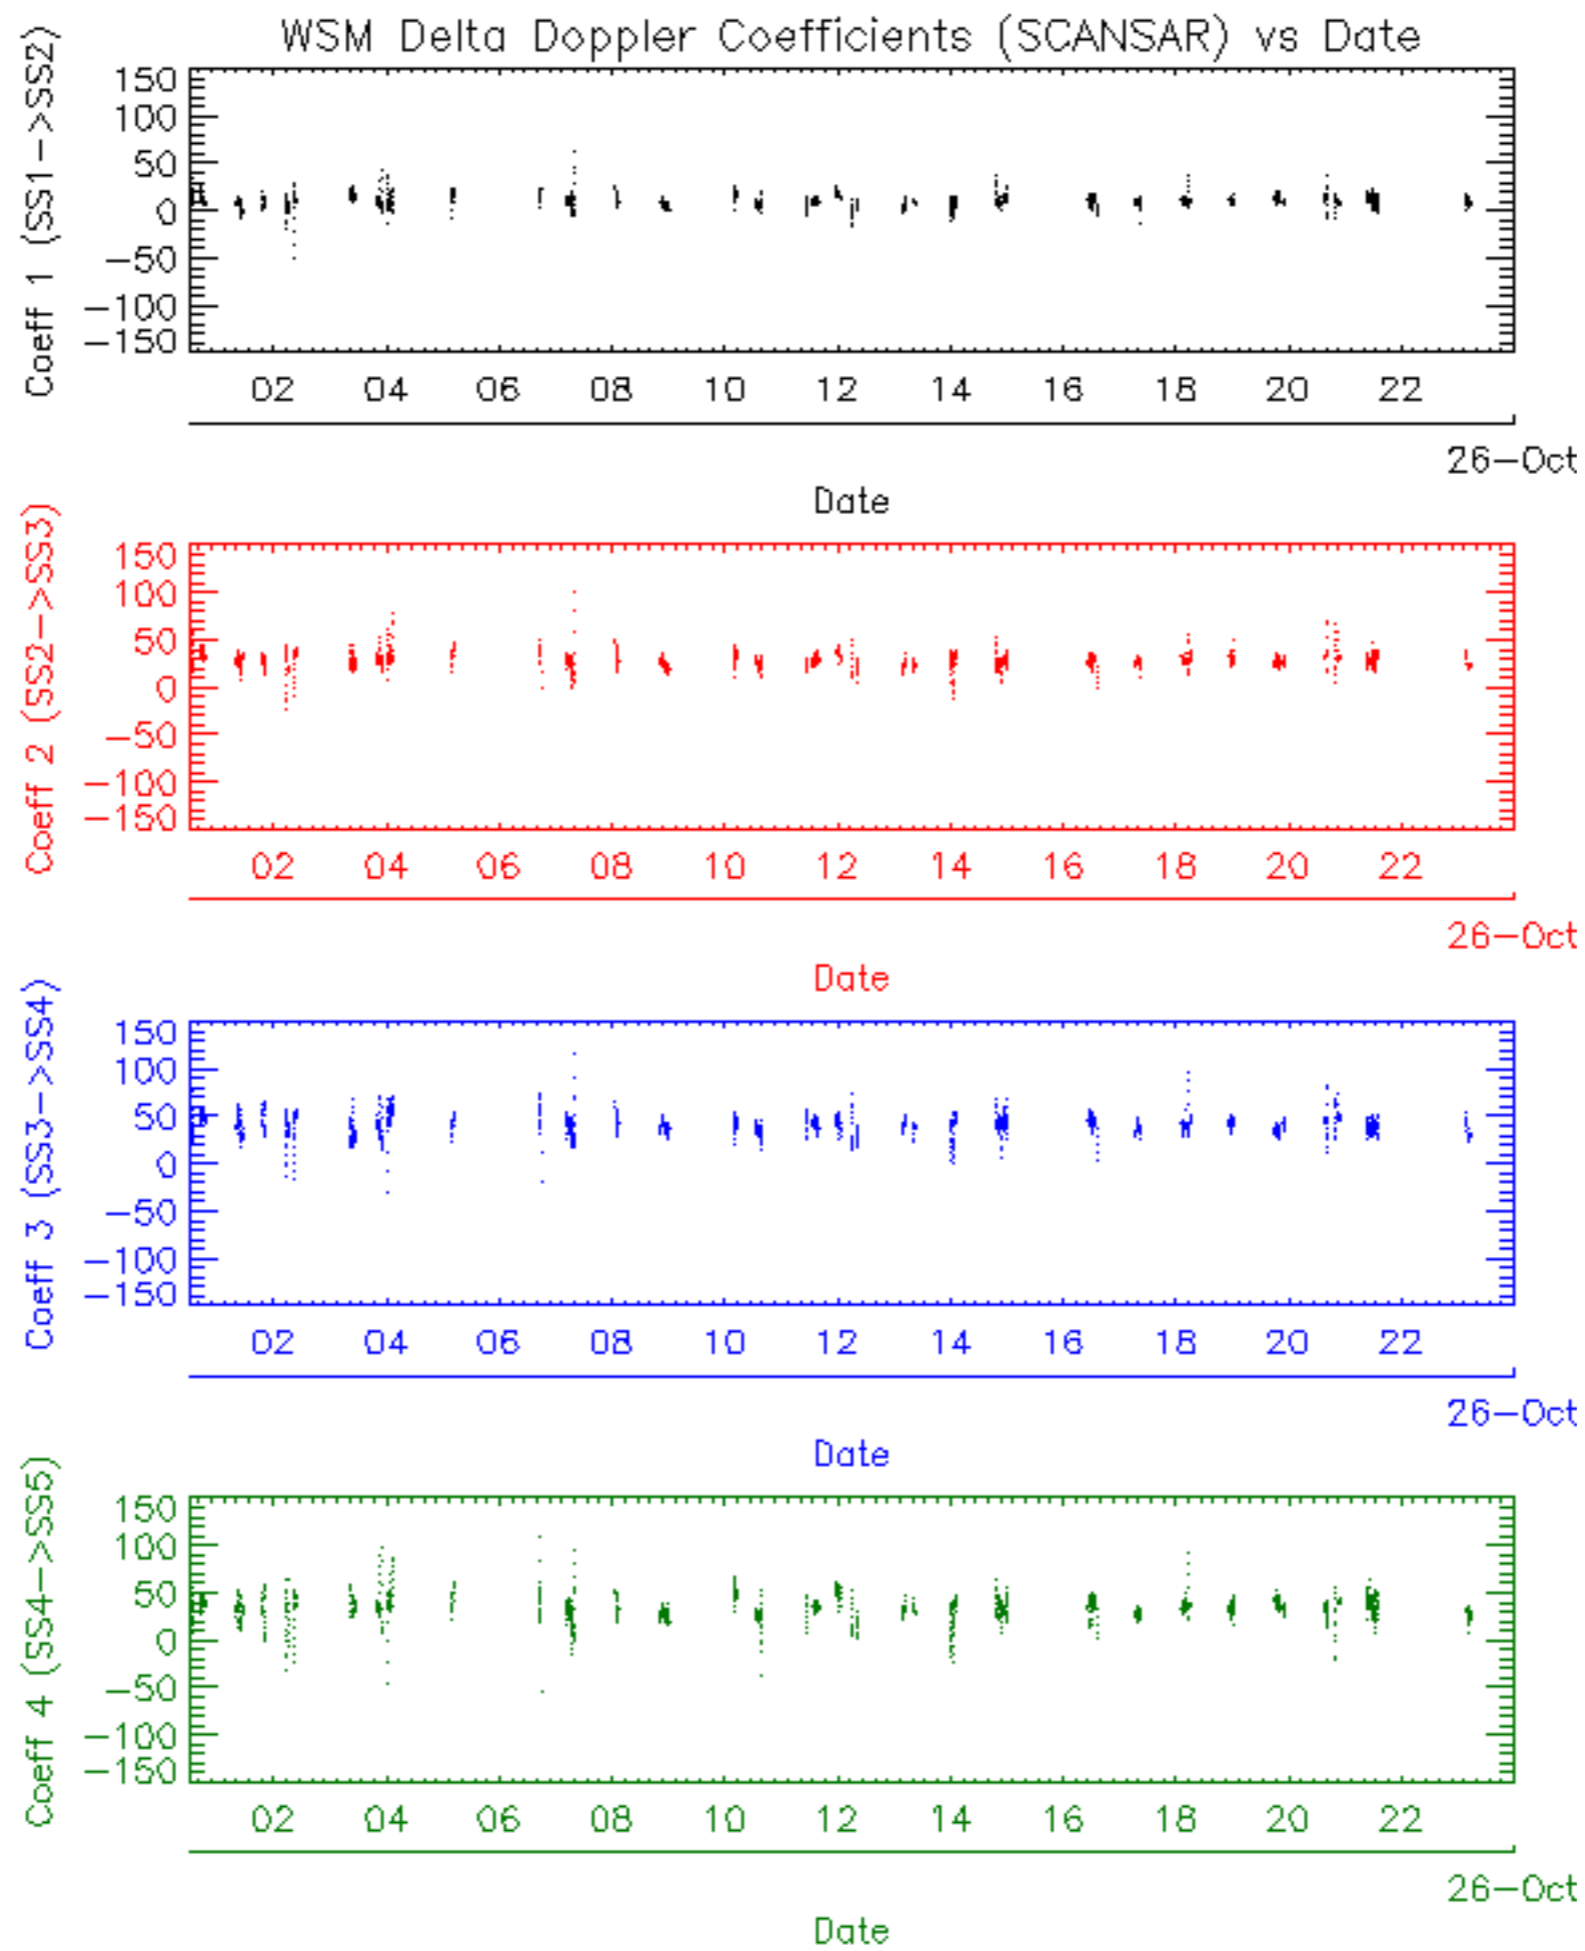 WSM Delta Doppler Coefficients (SCANSAR) vs Date
Coeff 1 (SS1->SS2)
150
100
50
0
-50
-100
-150
02 04 06 08 10 12 14 16 18 20 22
26-Oct
Date
Coeff 2 (SS2->SS3)
150
100
50
0
-50
-100
-150
02 04 06 08 10 12 14 16 18 20 22
26-Oct
Date
Coeff 3 (SS3->SS4)
150
100
50
0
-50
-100
-150
02 04 06 08 10 12 14 16 18 20 22
26-Oct
Date
Coeff 4 (SS4->SS5)
150
100
50
0
-50
-100
-150
02 04 06 08 10 12 14 16 18 20 22
26-Oct
Date